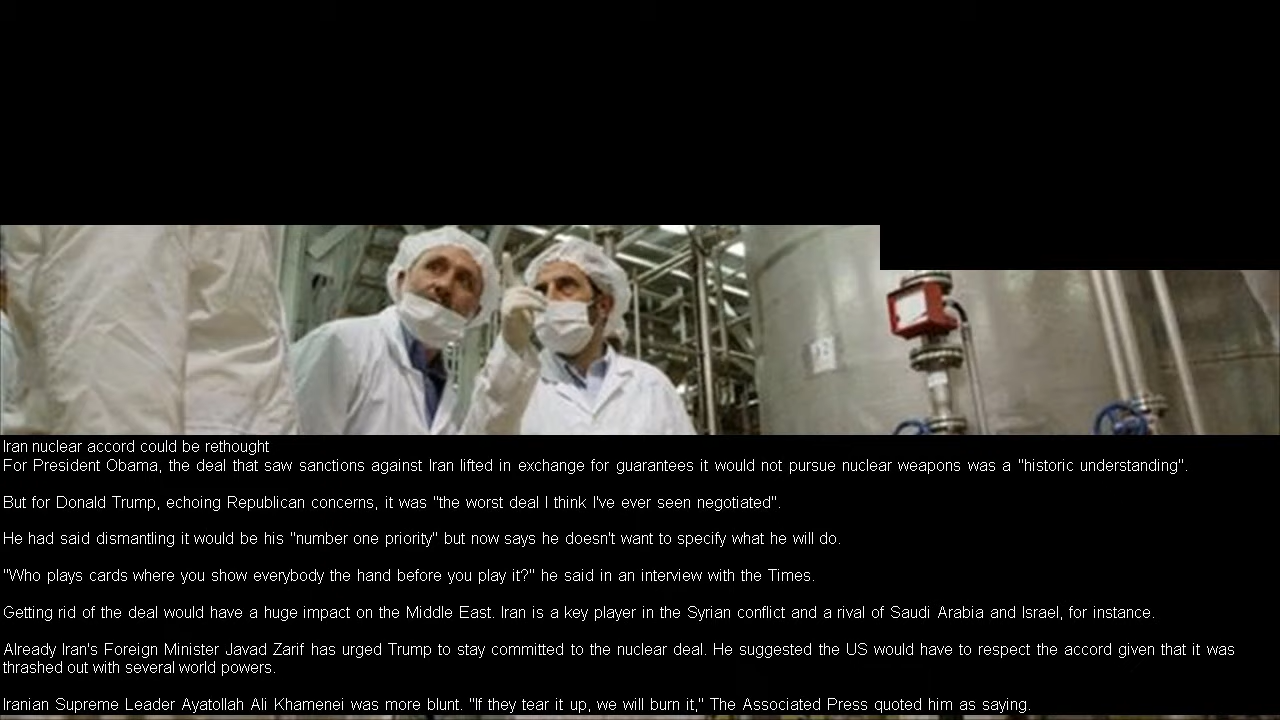 Iran nuclear accord could be rethought
For President Obama, the deal that saw sanctions against Iran lifted in exchange for guarantees it would not pursue nuclear weapons was a "historic understanding".
But for Donald Trump, echoing Republican concerns, it was "the worst deal I think I've ever seen negotiated".
He had said dismantling it would be his "number one priority" but now says he doesn't want to specify what he will do.
"Who plays cards where you show everybody the hand before you play it?" he said in an interview with the Times.
Getting rid of the deal would have a huge impact on the Middle East. Iran is a key player in the Syrian conflict and a rival of Saudi Arabia and Israel, for instance.
Already Iran's Foreign Minister Javad Zarif has urged Trump to stay committed to the nuclear deal. He suggested the US would have to respect the accord given that it was
thrashed out with several world powers.
Iranian Supreme Leader Ayatollah Ali Khamenei was more blunt. "If they tear it up, we will burn it," The Associated Press quoted him as saying.